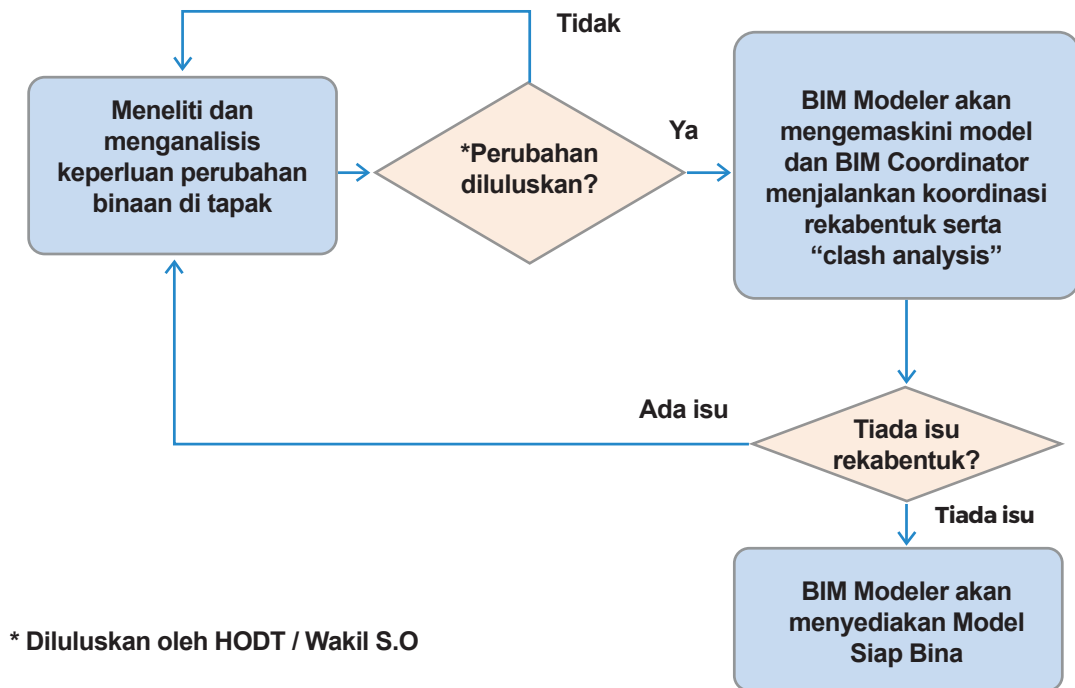 Tidak
Meneliti dan
menganalisis
keperluan perubahan
binaan di tapak
*Perubahan
diluluskan?
Ya
BIM Modeler akan
mengemaskini model
dan BIM Coordinator
menjalankan koordinasi
rekabentuk serta
“clash analysis”
Ada isu
Tiada isu
rekabentuk?
Tiada isu
BIM Modeler akan
menyediakan Model
Siap Bina
* Diluluskan oleh HODT / Wakil S.O